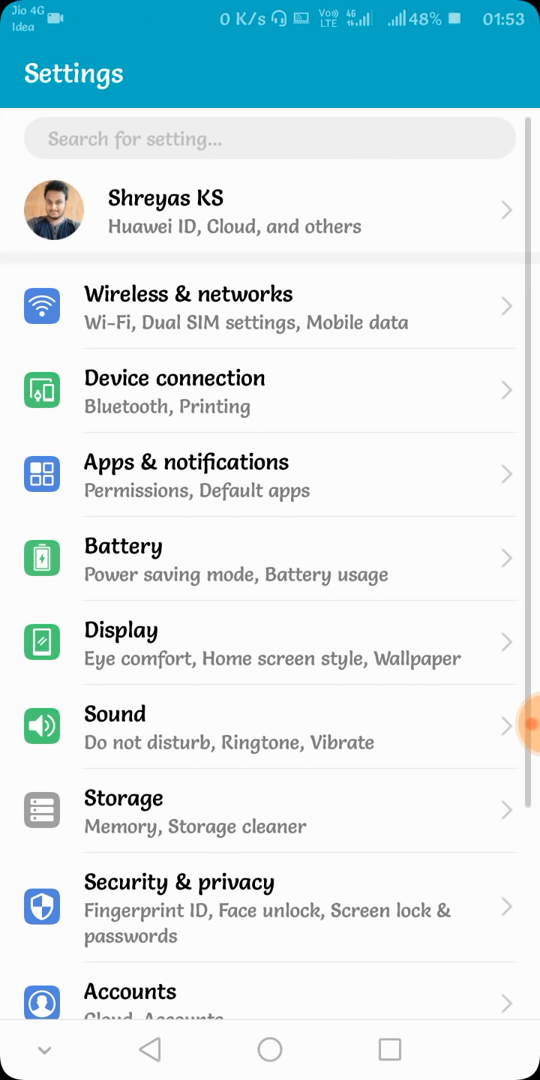 Jio 4G
Idea
0 K/s Vo)) LTE 4G 48% 01:53
Settings
Search for setting...
Shreyas KS
Huawei ID, Cloud, and others
Wireless & networks
Wi-Fi, Dual SIM settings, Mobile data
Device connection
Bluetooth, Printing
Apps & notifications
Permissions, Default apps
Battery
Power saving mode, Battery usage
Display
Eye comfort, Home screen style, Wallpaper
Sound
Do not disturb, Ringtone, Vibrate
Storage
Memory, Storage cleaner
Security & privacy
Fingerprint ID, Face unlock, Screen lock &
passwords
Accounts
Cloud, Accounts